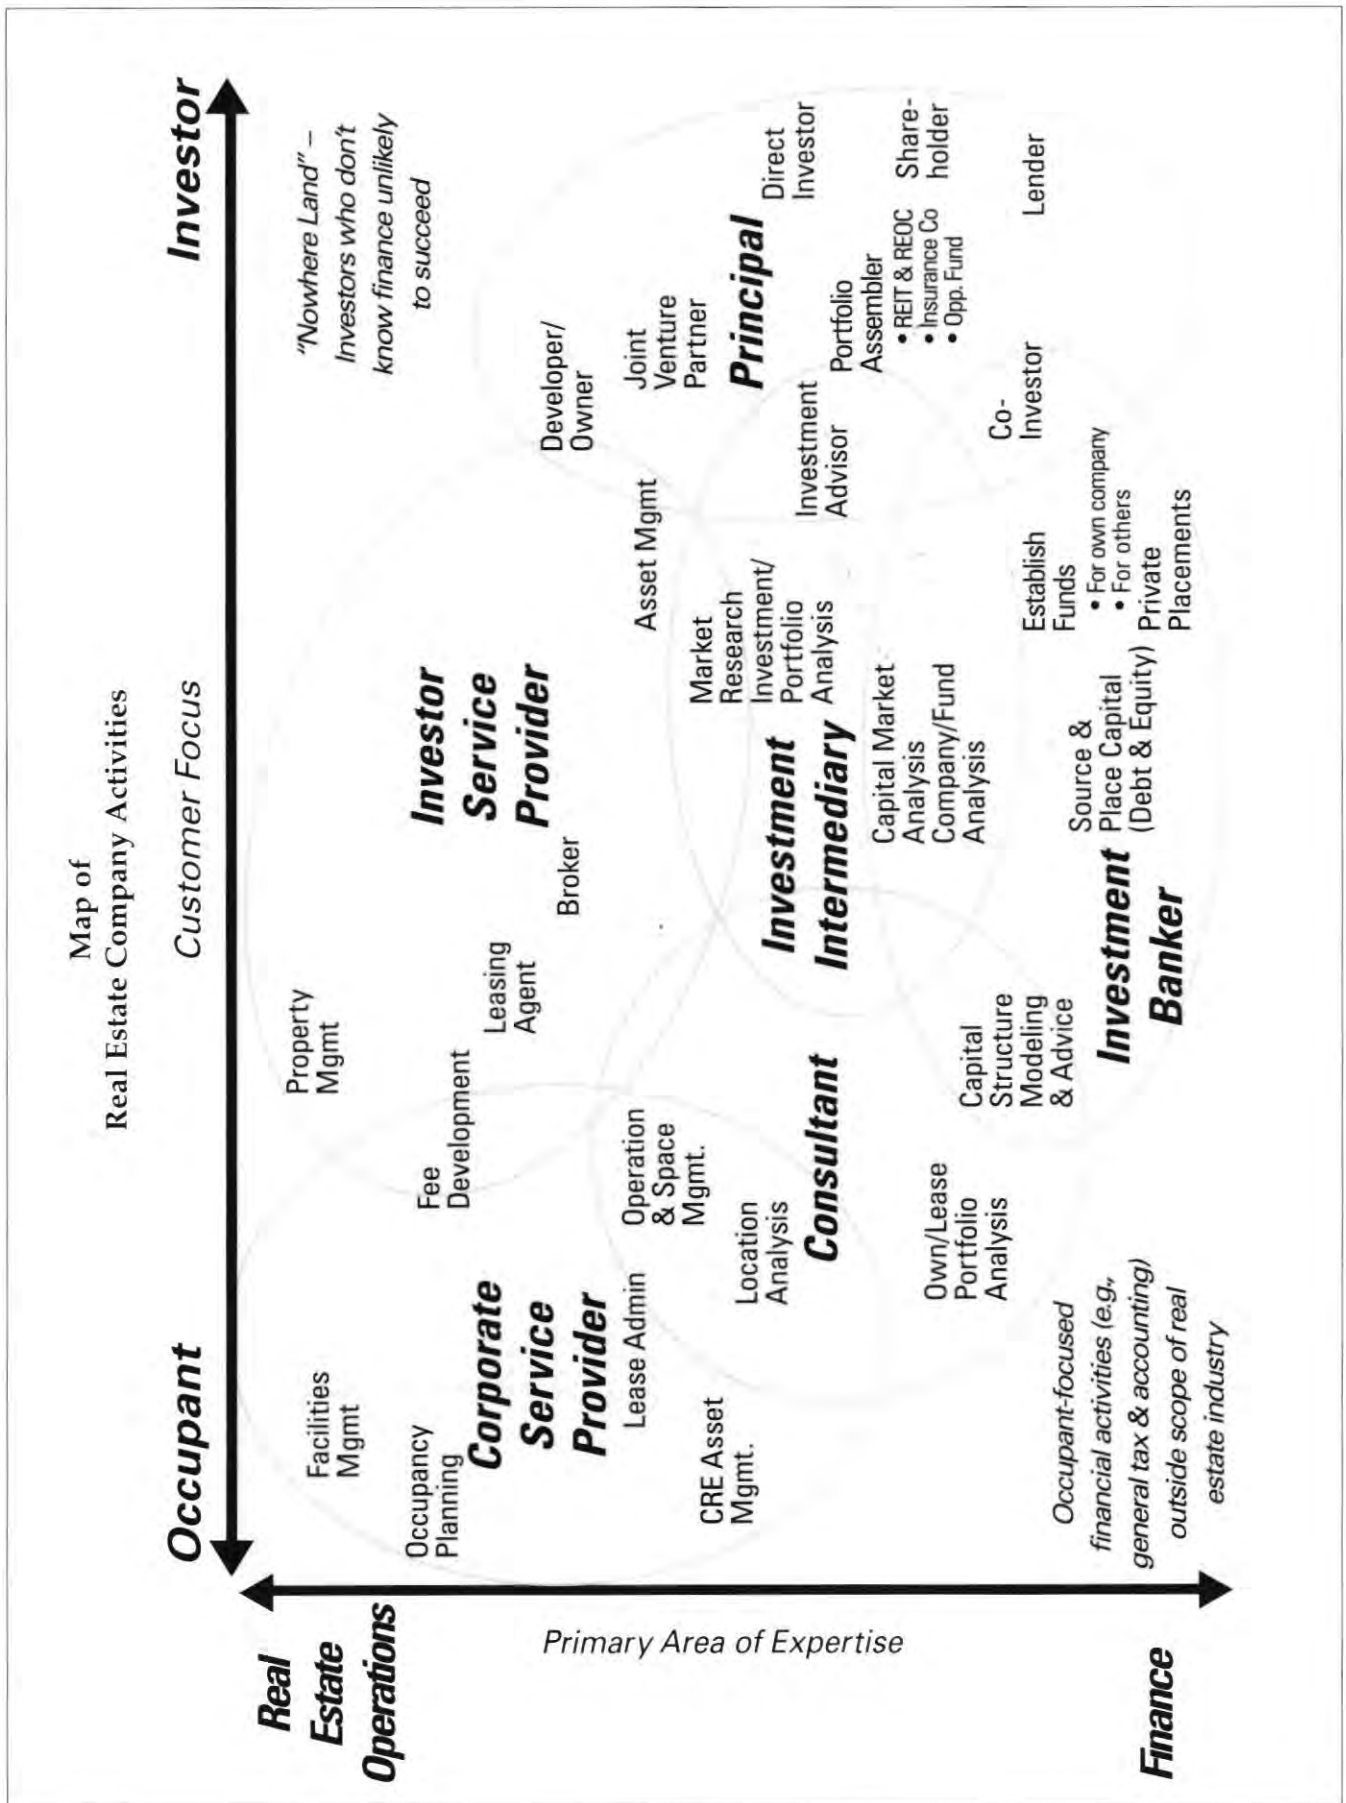 Map of
Real Estate Company Activities
Customer Focus
Occupant
Investor
Real
Estate
Operations
Primary Area of Expertise
Finance
Facilities
Mgmt
Property
Mgmt
"Nowhere Land" –
Investors who don't
know finance unlikely
to succeed
Occupancy
Planning
Fee
Development
Investor
Service
Provider
Corporate
Service
Provider
Leasing
Agent
Broker
Developer/
Owner
Lease Admin
Operation
& Space
Mgmt.
Asset Mgmt
Joint
Venture
Partner
CRE Asset
Mgmt.
Location
Analysis
Market
Research
Investment/
Portfolio
Analysis
Principal
Direct
Investor
Consultant
Investment
Intermediary
Investment
Advisor
Portfolio
Assembler
• REIT & REOC
• Insurance Co
• Opp. Fund
Share-
holder
Capital Market
Analysis
Company/Fund
Analysis
Own/Lease
Portfolio
Analysis
Capital
Structure
Modeling
& Advice
Co-
Investor
Lender
Establish
Funds
• For own company
• For others
Private
Placements
Source &
Place Capital
(Debt & Equity)
Investment
Banker
Occupant-focused
financial activities (e.g.,
general tax & accounting)
outside scope of real
estate industry